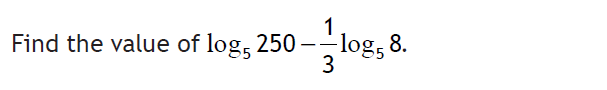 Find the value of log₅ 250 − 1/3 log₅ 8.